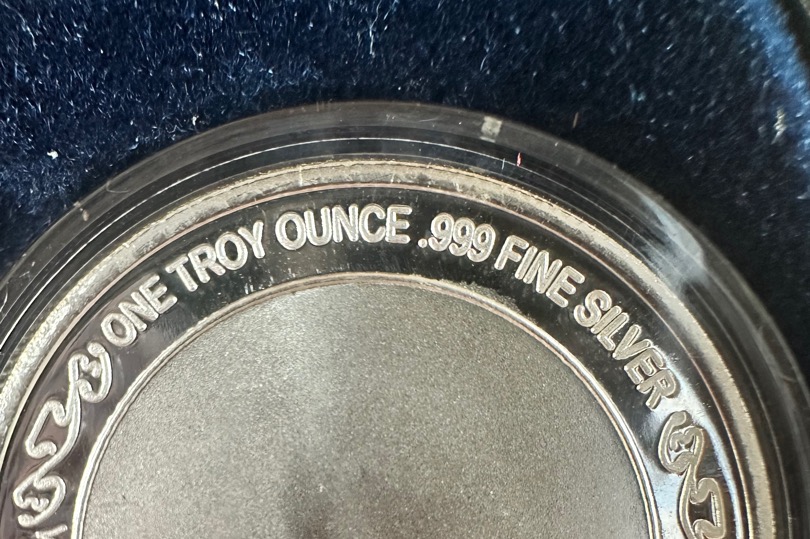 ONE TROY OUNCE .999 FINE SILVER